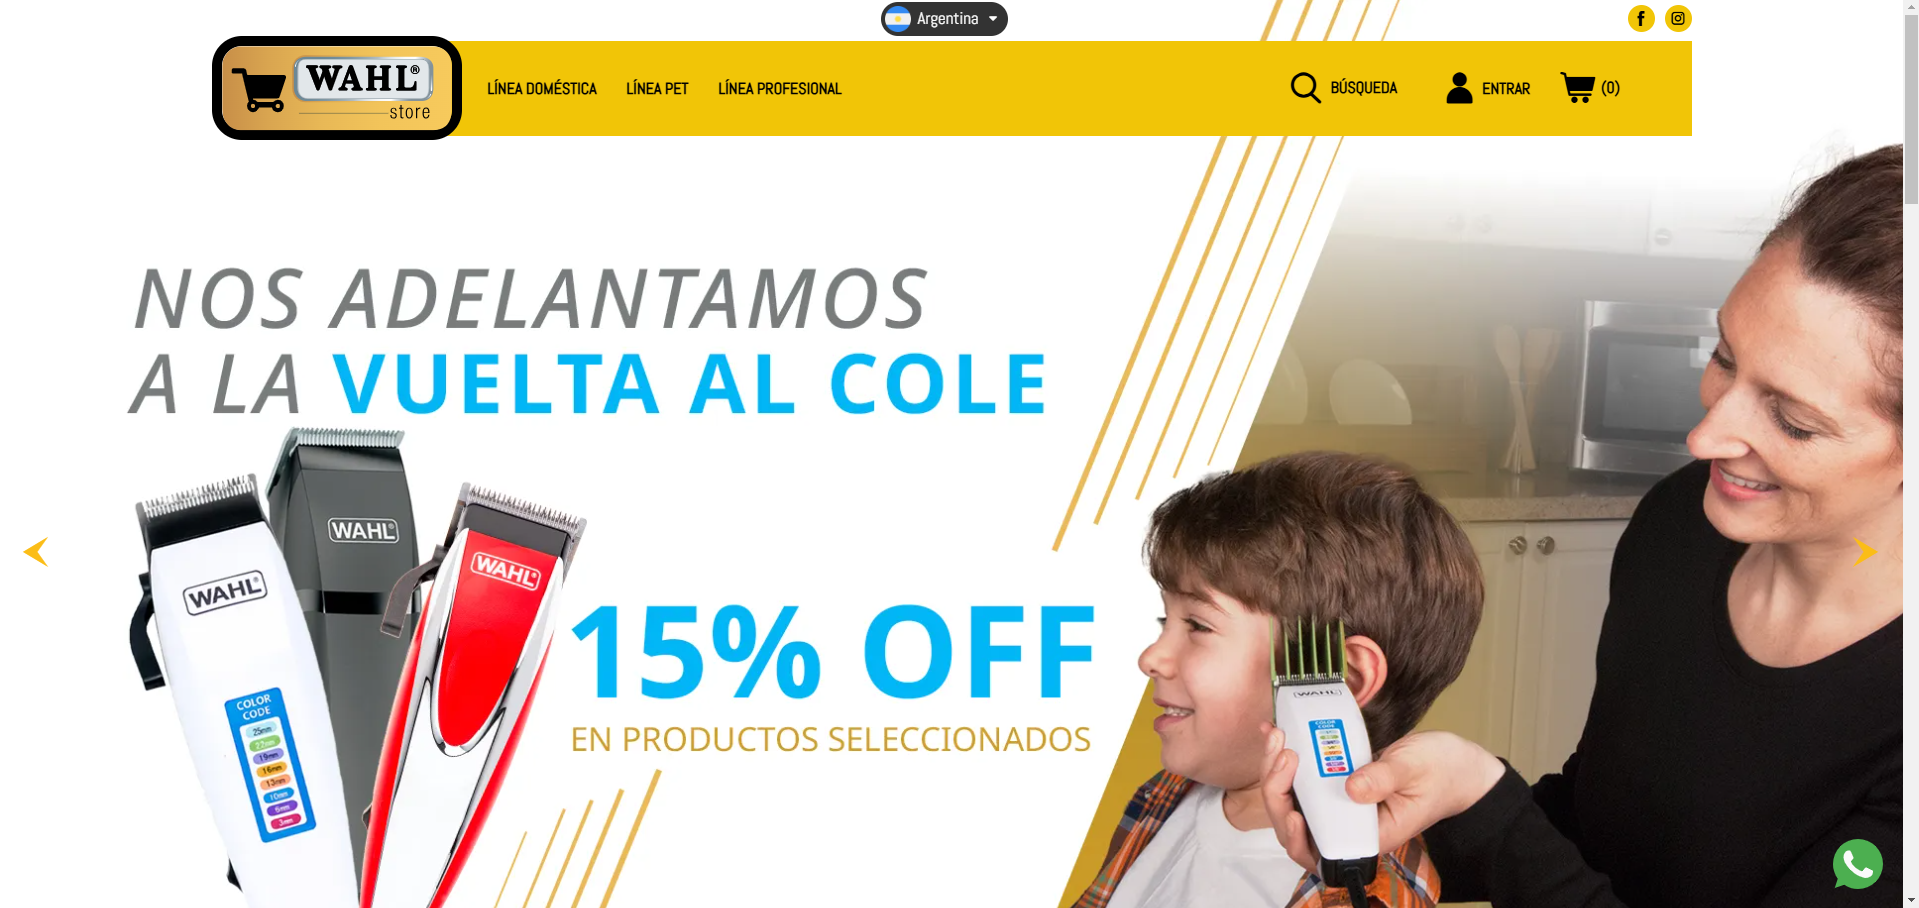 Argentina
WAHL®
store
LÍNEA DOMÉSTICA
LÍNEA PET
LÍNEA PROFESIONAL
BÚSQUEDA
ENTRAR
(0)
NOS ADELANTAMOS
A LA VUELTA AL COLE
WAHL
WAHL
WAHL
15% OFF
EN PRODUCTOS SELECCIONADOS
COLOR
CODE
25mm
22mm
19mm
16mm
13mm
10mm
6mm
3mm
WAHL
COLOR
CODE